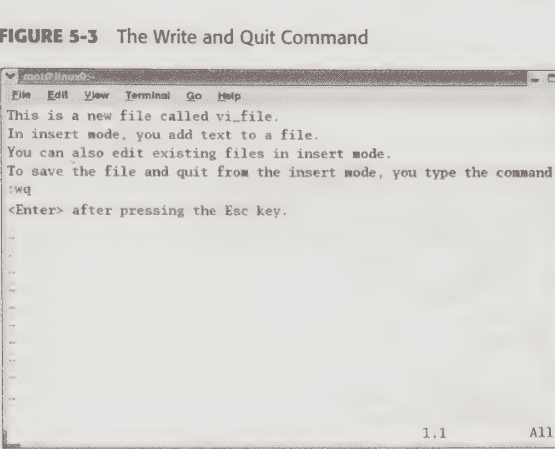 FIGURE 5-3 The Write and Quit Command
root@linux0:~
File Edit View Terminal Go Help
This is a new file called vi_file.
In insert mode, you add text to a file.
You can also edit existing files in insert mode.
To save the file and quit from the insert mode, you type the command
:wq
<Enter> after pressing the Esc key.
~
~
~
~
~
~
~
~
~
~
1.1 All